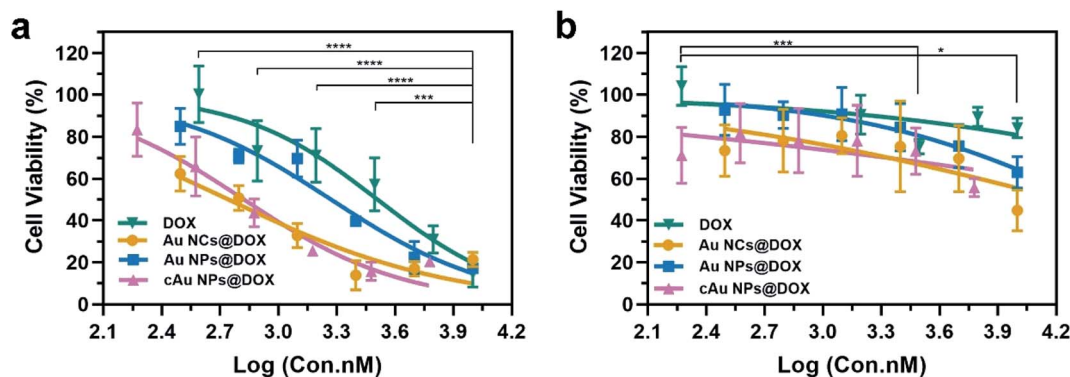 a
Cell Viability (%)
120
100
80
60
40
20
0
****
****
****
***
DOX
Au NCs@DOX
Au NPs@DOX
cAu NPs@DOX
2.1 2.4 2.7 3.0 3.3 3.6 3.9 4.2
Log (Con.nM)
b
Cell Viability (%)
120
100
80
60
40
20
0
***
*
DOX
Au NCs@DOX
Au NPs@DOX
cAu NPs@DOX
2.1 2.4 2.7 3.0 3.3 3.6 3.9 4.2
Log (Con.nM)